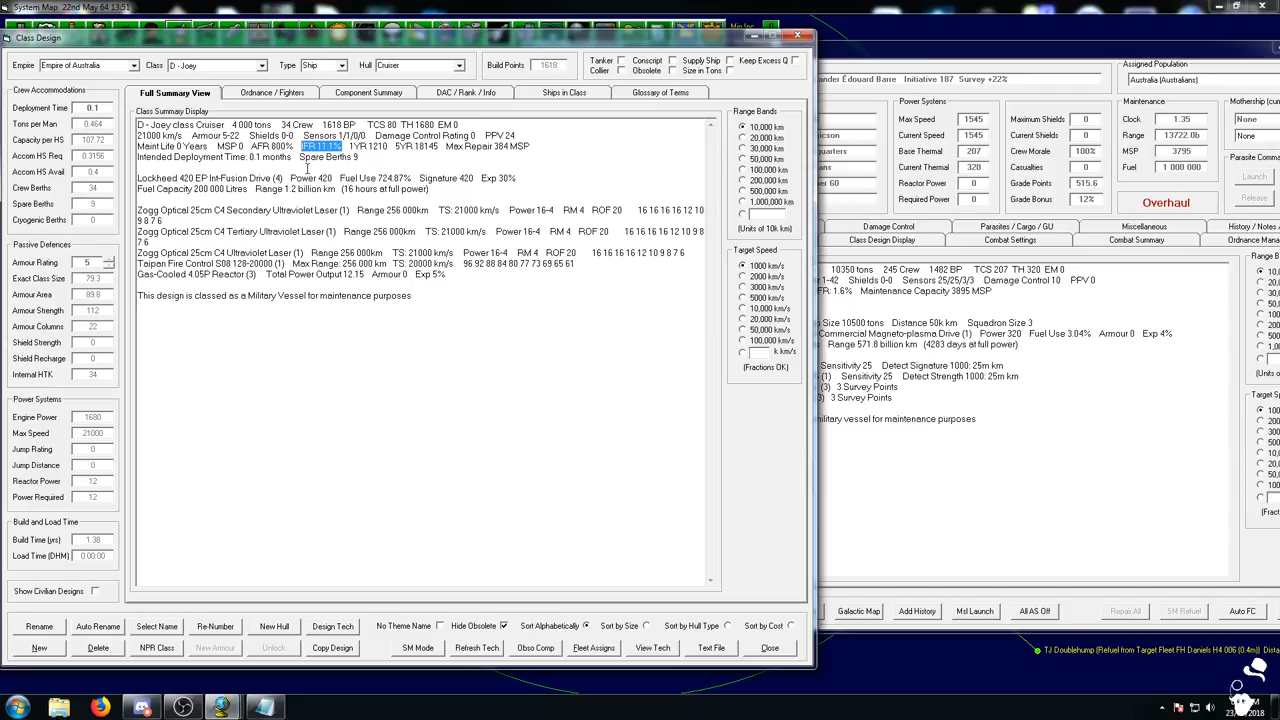 System Map  22nd May 64 13:51
Class Design
Empire Empire of Australia Class D - Joey Type Ship Hull Cruiser Build Points 1618
Tanker Conscript Supply Ship Keep Excess Q
Collier Obsolete Size in Tons
Crew Accommodations
Deployment Time 0.1
Tons per Man 0.464
Capacity per HS 107.72
Accom HS Req 0.3156
Accom HS Avail 0.4
Crew Berths 34
Spare Berths 9
Cryogenic Berths 0
Passive Defences
Armour Rating 5
Exact Class Size 79.3
Armour Area 89.8
Armour Strength 112
Armour Columns 22
Shield Strength 0
Shield Recharge 0
Internal HTK 34
Power Systems
Engine Power 1680
Max Speed 21000
Jump Rating 0
Jump Distance 0
Reactor Power 12
Power Required 12
Build and Load Time
Build Time (yrs) 1.38
Load Time (DHM) 0:00:00
Show Civilian Designs
Full Summary View Ordnance / Fighters Component Summary DAC / Rank / Info Ships in Class Glossary of Terms
Class Summary Display
D - Joey class Cruiser 4 000 tons 34 Crew 1618 BP TCS 80 TH 1680 EM 0
21000 km/s Armour 5-22 Shields 0-0 Sensors 1/1/0/0 Damage Control Rating 0 PPV 24
Maint Life 0 Years MSP 0 AFR 800% IFR 11.1% 1YR 1210 5YR 18145 Max Repair 384 MSP
Intended Deployment Time: 0.1 months Spare Berths 9
Lockheed 420 EP Int-Fusion Drive (4) Power 420 Fuel Use 724.87% Signature 420 Exp 30%
Fuel Capacity 200 000 Litres Range 1.2 billion km (16 hours at full power)
Zogg Optical 25cm C4 Secondary Ultraviolet Laser (1) Range 256 000km TS: 21000 km/s Power 16-4 RM 4 ROF 20 16 16 16 16 12 10
9 8 7 6
Zogg Optical 25cm C4 Tertiary Ultraviolet Laser (1) Range 256 000km TS: 21000 km/s Power 16-4 RM 4 ROF 20 16 16 16 16 12 10 9 8
7 6
Zogg Optical 25cm C4 Ultraviolet Laser (1) Range 256 000km TS: 21000 km/s Power 16-4 RM 4 ROF 20 16 16 16 16 12 10 9 8 7 6
Taipan Fire Control S08 128-20000 (1) Max Range: 256 000 km TS: 20000 km/s 96 92 88 84 80 77 73 69 65 61
Gas-Cooled 4.05P Reactor (3) Total Power Output 12.15 Armour 0 Exp 5%
This design is classed as a Military Vessel for maintenance purposes
Range Bands
10,000 km
20,000 km
30,000 km
50,000 km
60,000 km
200,000 km
500,000 km
1,000,000 km
(Units of 10k km)
Target Speed
1000 km/s
2000 km/s
3000 km/s
5000 km/s
10,000 km/s
20,000 km/s
50,000 km/s
100,000 km/s
k km/s
(Fractions OK)
Rename Auto Rename Select Name Re-Number New Hull Design Tech No Theme Name Hide Obsolete Sort Alphabetically Sort by Size Sort by Hull Type Sort by Cost
New Delete NPR Class New Armour Unlock Copy Design SM Mode Refresh Tech Obso Comp. Fleet Assigns View Tech Text File Close
ander Édouard Barre Initiative 187 Survey +22%
Assigned Population
Australia (Australians)
Power Systems
Max Speed 1545
Current Speed 1545
Current Thermal 320
Reactor Power 0
Required Power 0
Maximum Shields 0
Current Shields 0
Crew Morale 100%
Casualties 0
Grade Points 515.6
Grade Bonus 12%
Maintenance
Clock 1.35
Range 13722.0b
MSP 3795
Fuel 1 000 000
Overhaul
Mothership (cur
None
None
Parasite Comma
Launch
Release
Damage Control Parasites / Cargo / GU Miscellaneous History / Notes
Class Design Display Combat Settings Combat Summary Ordnance Mana
10350 tons 245 Crew 1482 BP TCS 207 TH 320 EM 0
1-42 Shields 0-0 Sensors 25/25/3/3 Damage Control 10 PPV 0
FR: 1.6% Maintenance Capacity 3895 MSP
o Size 10500 tons Distance 50k km Squadron Size 3
Commercial Magneto-plasma Drive (1) Power 320 Fuel Use 3.04% Armour 0 Exp 4%
Range 571.8 billion km (4283 days at full power)
Sensitivity 25 Detect Signature 1000: 25m km
(1) Sensitivity 25 Detect Strength 1000: 25m km
(3) 3 Survey Points
3) 3 Survey Points
military vessel for maintenance purposes
Galactic Map Add History Msl Launch All AS Off Repair All SM Refuel Auto FC
TJ Doublehump (Refuel from Target Fleet FH Daniels H4 006 (0.4m))